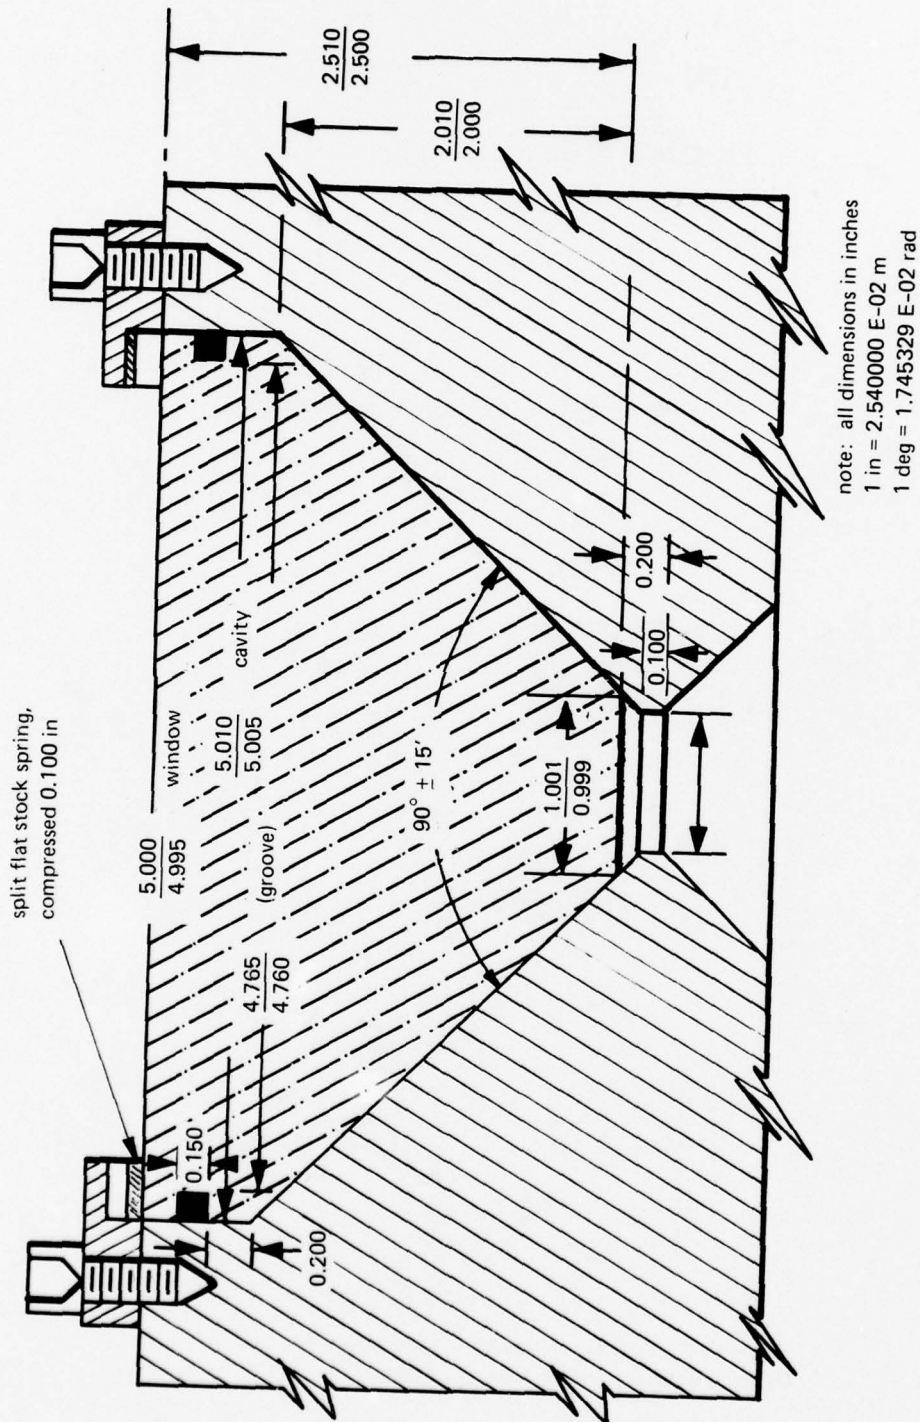 split flat stock spring,
compressed 0.100 in
5.000
4.995
window
5.010
5.005
cavity
(groove)
4.765
4.760
0.150
0.200
90° ± 15′
1.001
0.999
0.100
0.200
2.010
2.000
2.510
2.500
note: all dimensions in inches
1 in = 2.540000 E-02 m
1 deg = 1.745329 E-02 rad